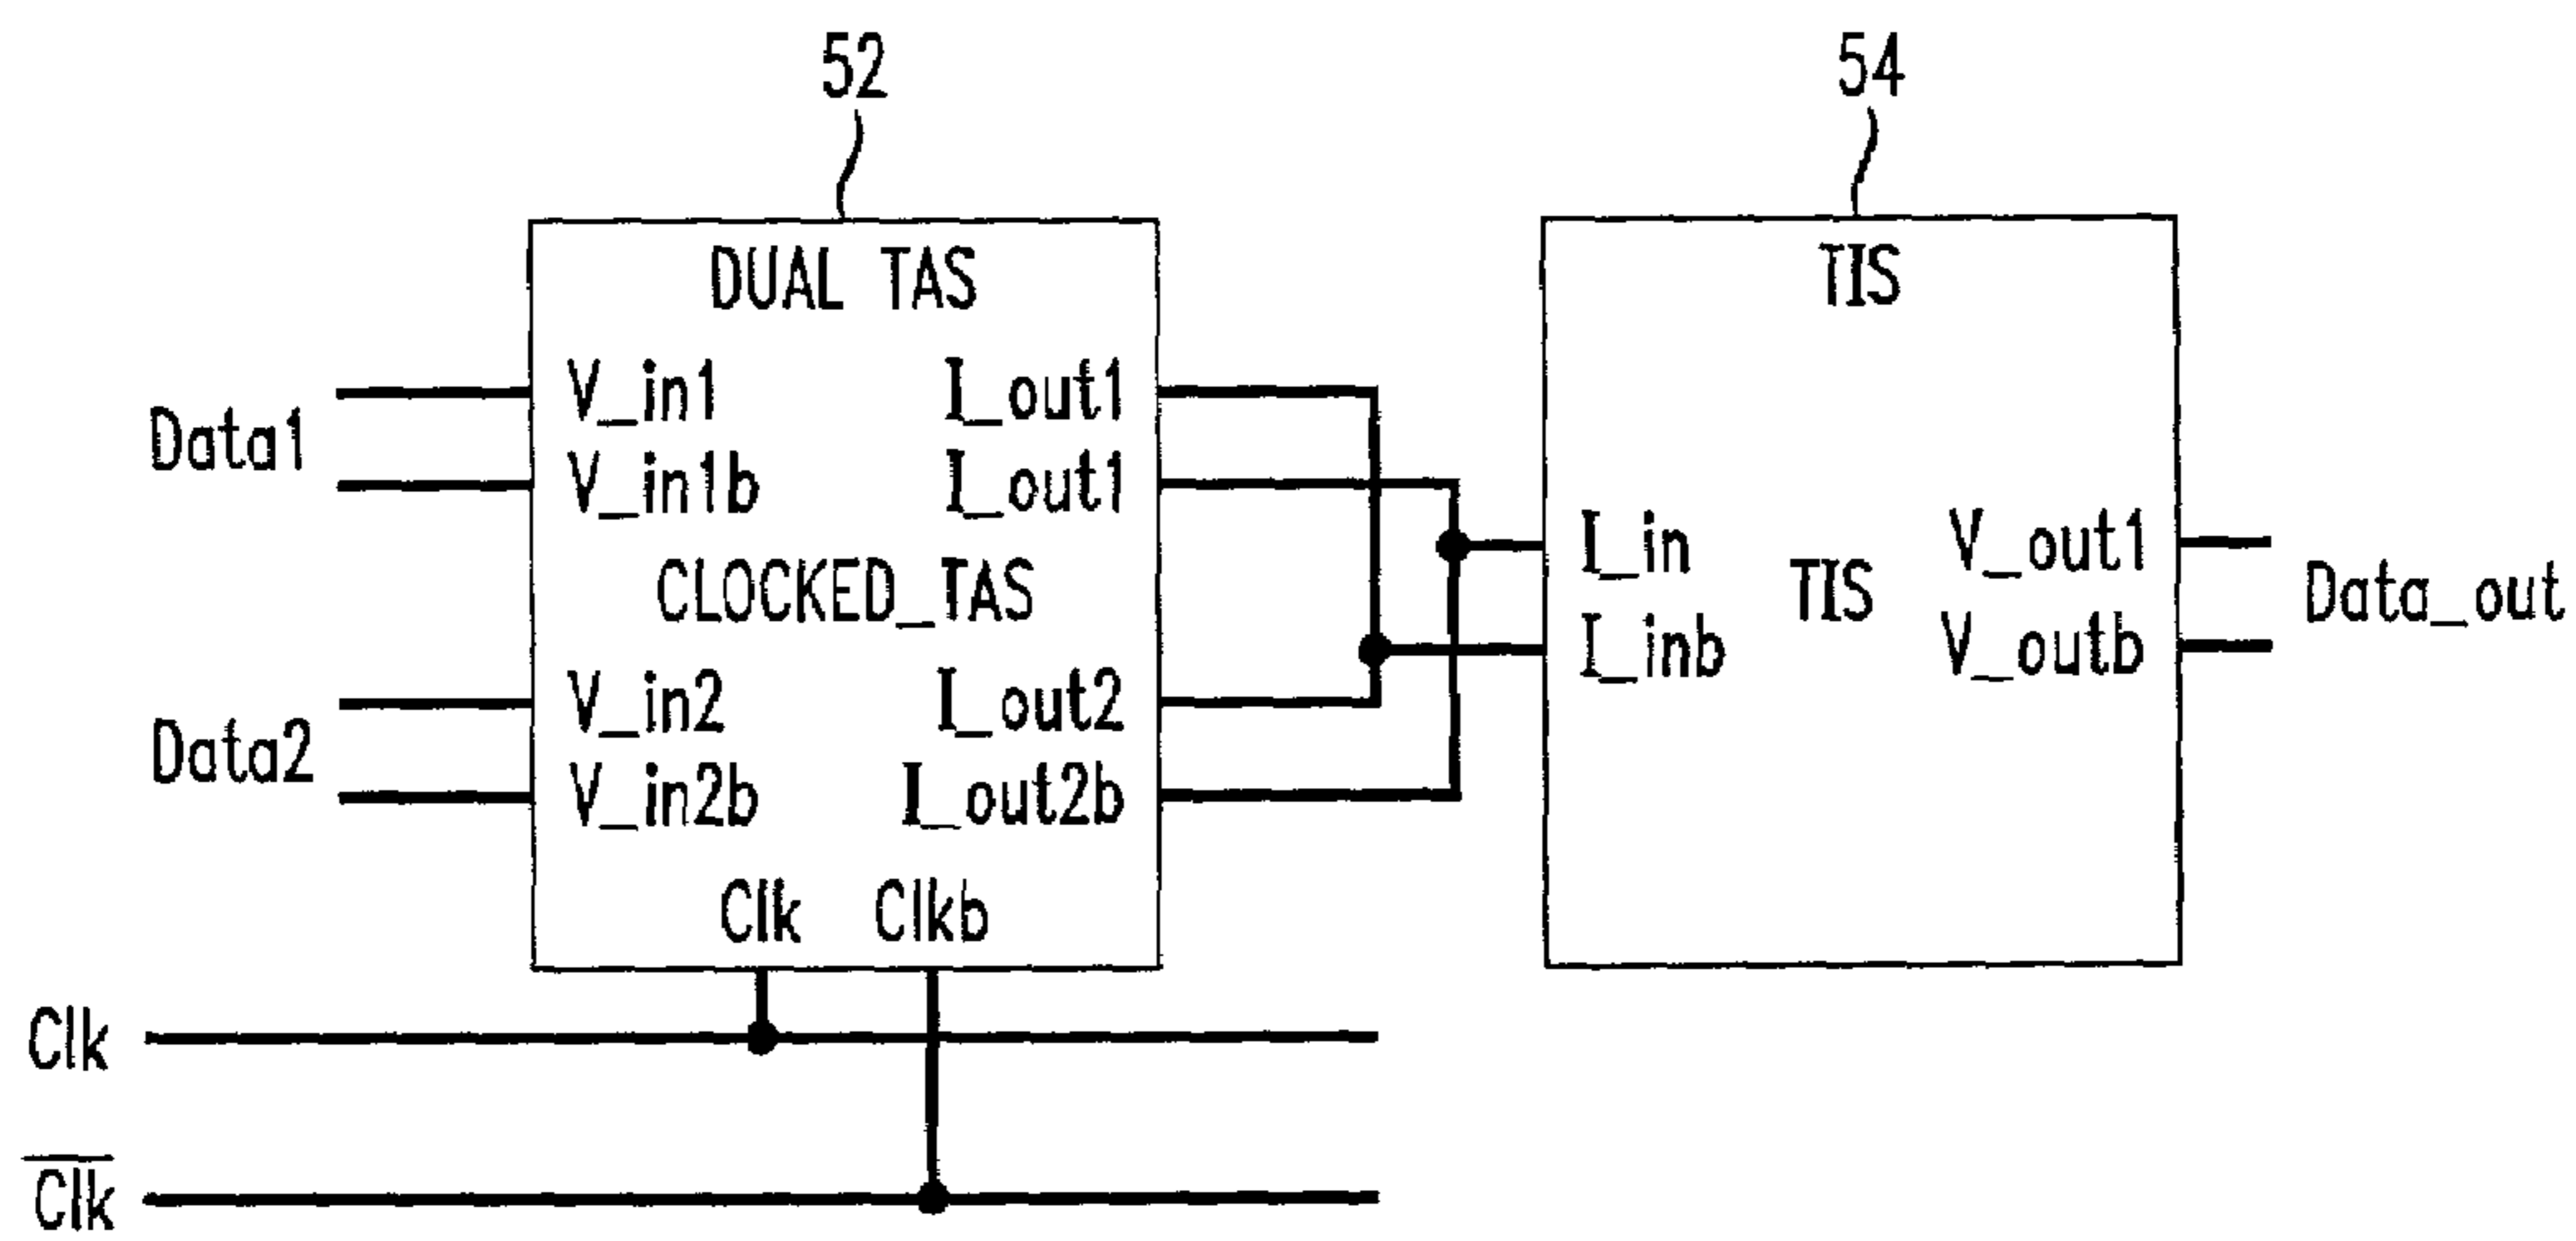 52
54
DUAL TAS
TIS
Data1
V_in1
I_out1
V_in1b
I_out1
CLOCKED_TAS
I_in
TIS
V_out1
I_inb
V_outb
Data_out
Data2
V_in2
I_out2
V_in2b
I_out2b
Clk
Clkb
Clk
C̅l̅k̅